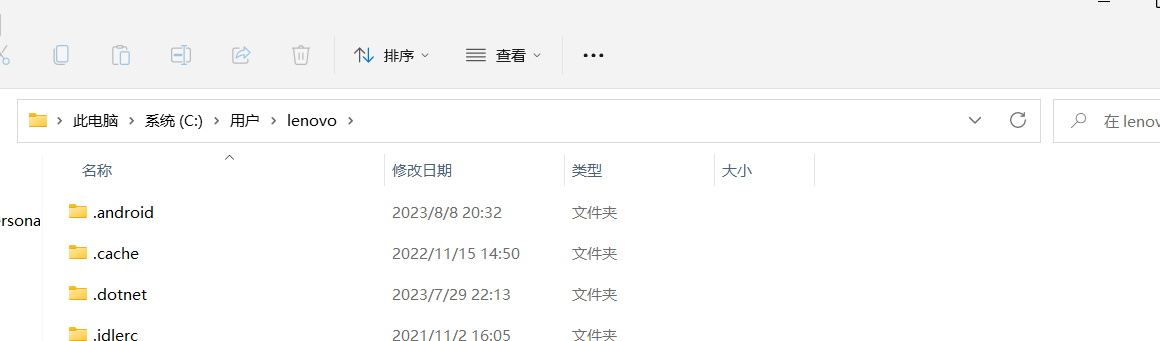 排序 查看
此电脑 系统 (C:) 用户 lenovo 在 lenov
名称 修改日期 类型 大小
ersona
.android 2023/8/8 20:32 文件夹
.cache 2022/11/15 14:50 文件夹
.dotnet 2023/7/29 22:13 文件夹
.idlerc 2021/11/2 16:05 文件夹